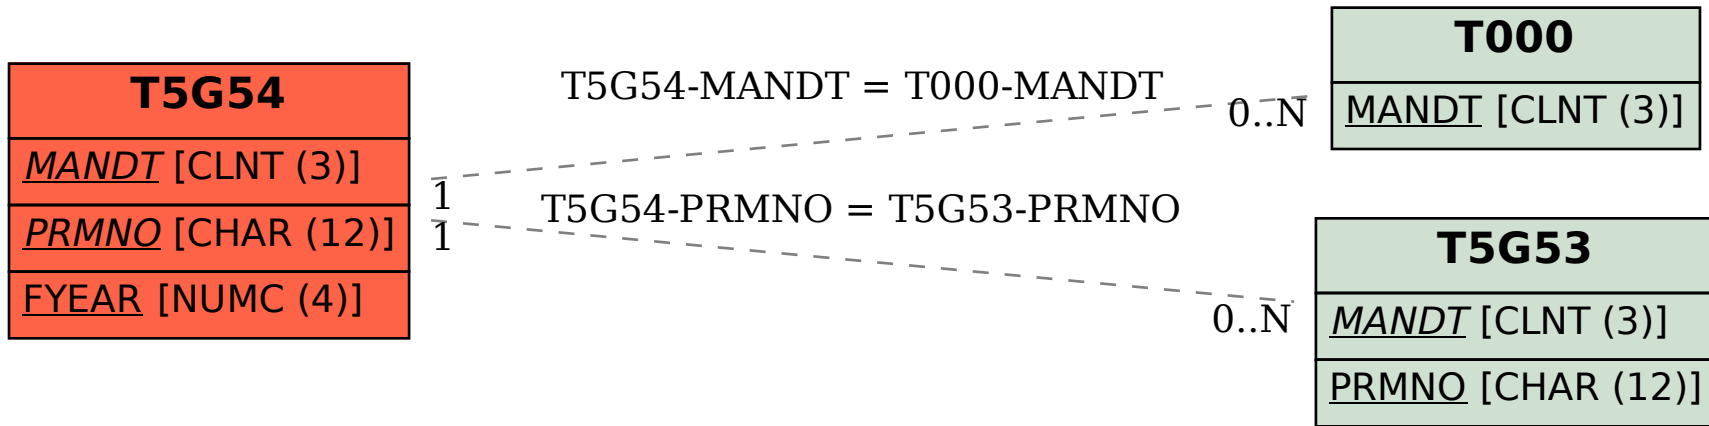 T5G54
MANDT [CLNT (3)]
PRMNO [CHAR (12)]
FYEAR [NUMC (4)]
T5G54-MANDT = T000-MANDT
1
0..N
T5G54-PRMNO = T5G53-PRMNO
1
0..N
T000
MANDT [CLNT (3)]
T5G53
MANDT [CLNT (3)]
PRMNO [CHAR (12)]